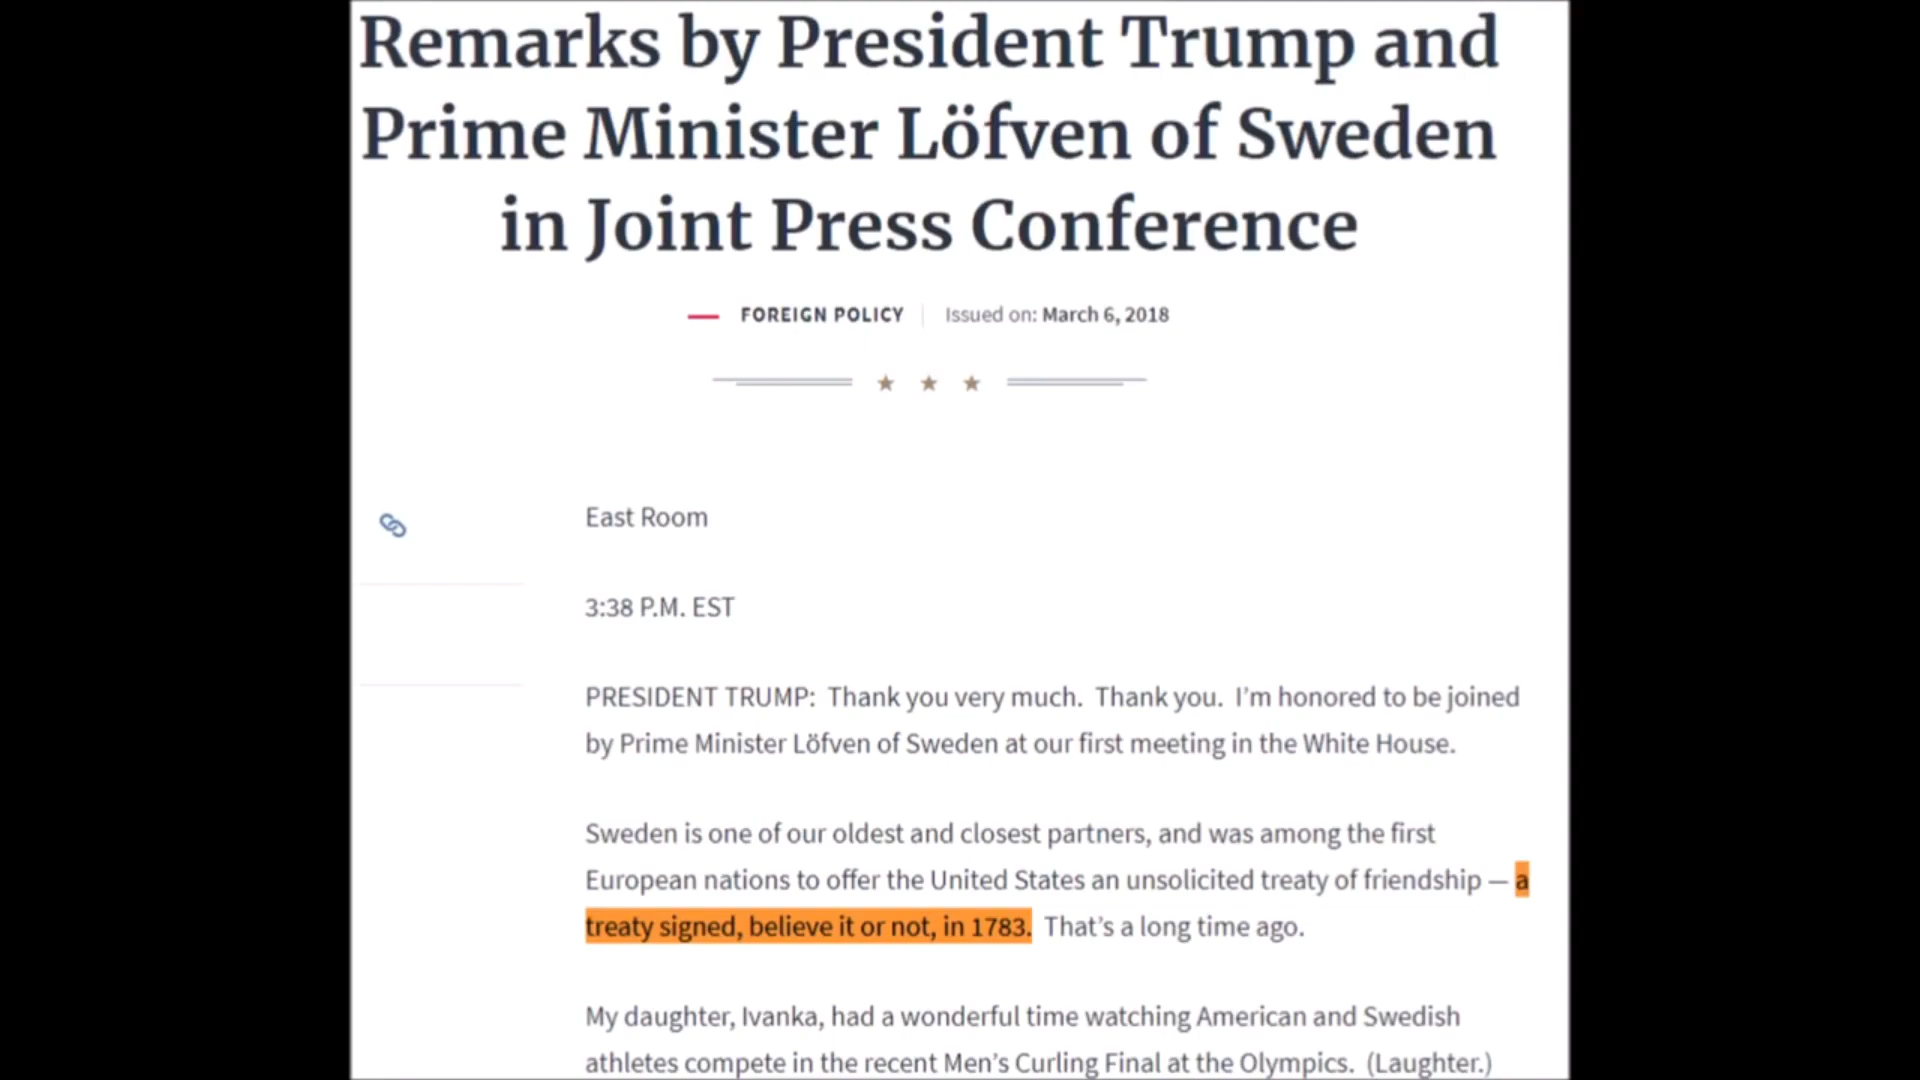 Remarks by President Trump and
Prime Minister Löfven of Sweden
in Joint Press Conference
FOREIGN POLICY Issued on: March 6, 2018
East Room
3:38 P.M. EST
PRESIDENT TRUMP:  Thank you very much.  Thank you.  I’m honored to be joined
by Prime Minister Löfven of Sweden at our first meeting in the White House.
Sweden is one of our oldest and closest partners, and was among the first
European nations to offer the United States an unsolicited treaty of friendship — a
treaty signed, believe it or not, in 1783.  That’s a long time ago.
My daughter, Ivanka, had a wonderful time watching American and Swedish
athletes compete in the recent Men’s Curling Final at the Olympics.  (Laughter.)